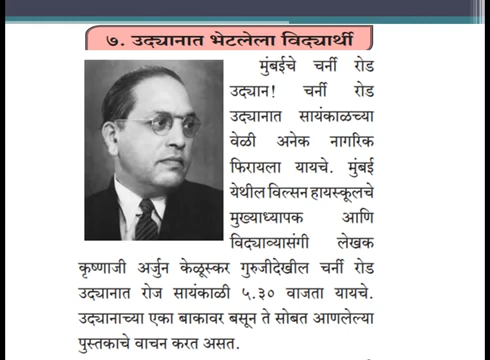 ७. उद्यानात भेटलेला विद्यार्थी
मुंबईचे चर्नी रोड
उद्यान! चर्नी रोड
उद्यानात सायंकाळच्या
वेळी अनेक नागरिक
फिरायला यायचे. मुंबई
येथील विल्सन हायस्कूलचे
मुख्याध्यापक आणि
विद्याव्यासंगी लेखक
कृष्णाजी अर्जुन केळूस्कर गुरुजीदेखील चर्नी रोड
उद्यानात रोज सायंकाळी ५.३० वाजता यायचे.
उद्यानाच्या एका बाकावर बसून ते सोबत आणलेल्या
पुस्तकाचे वाचन करत असत.